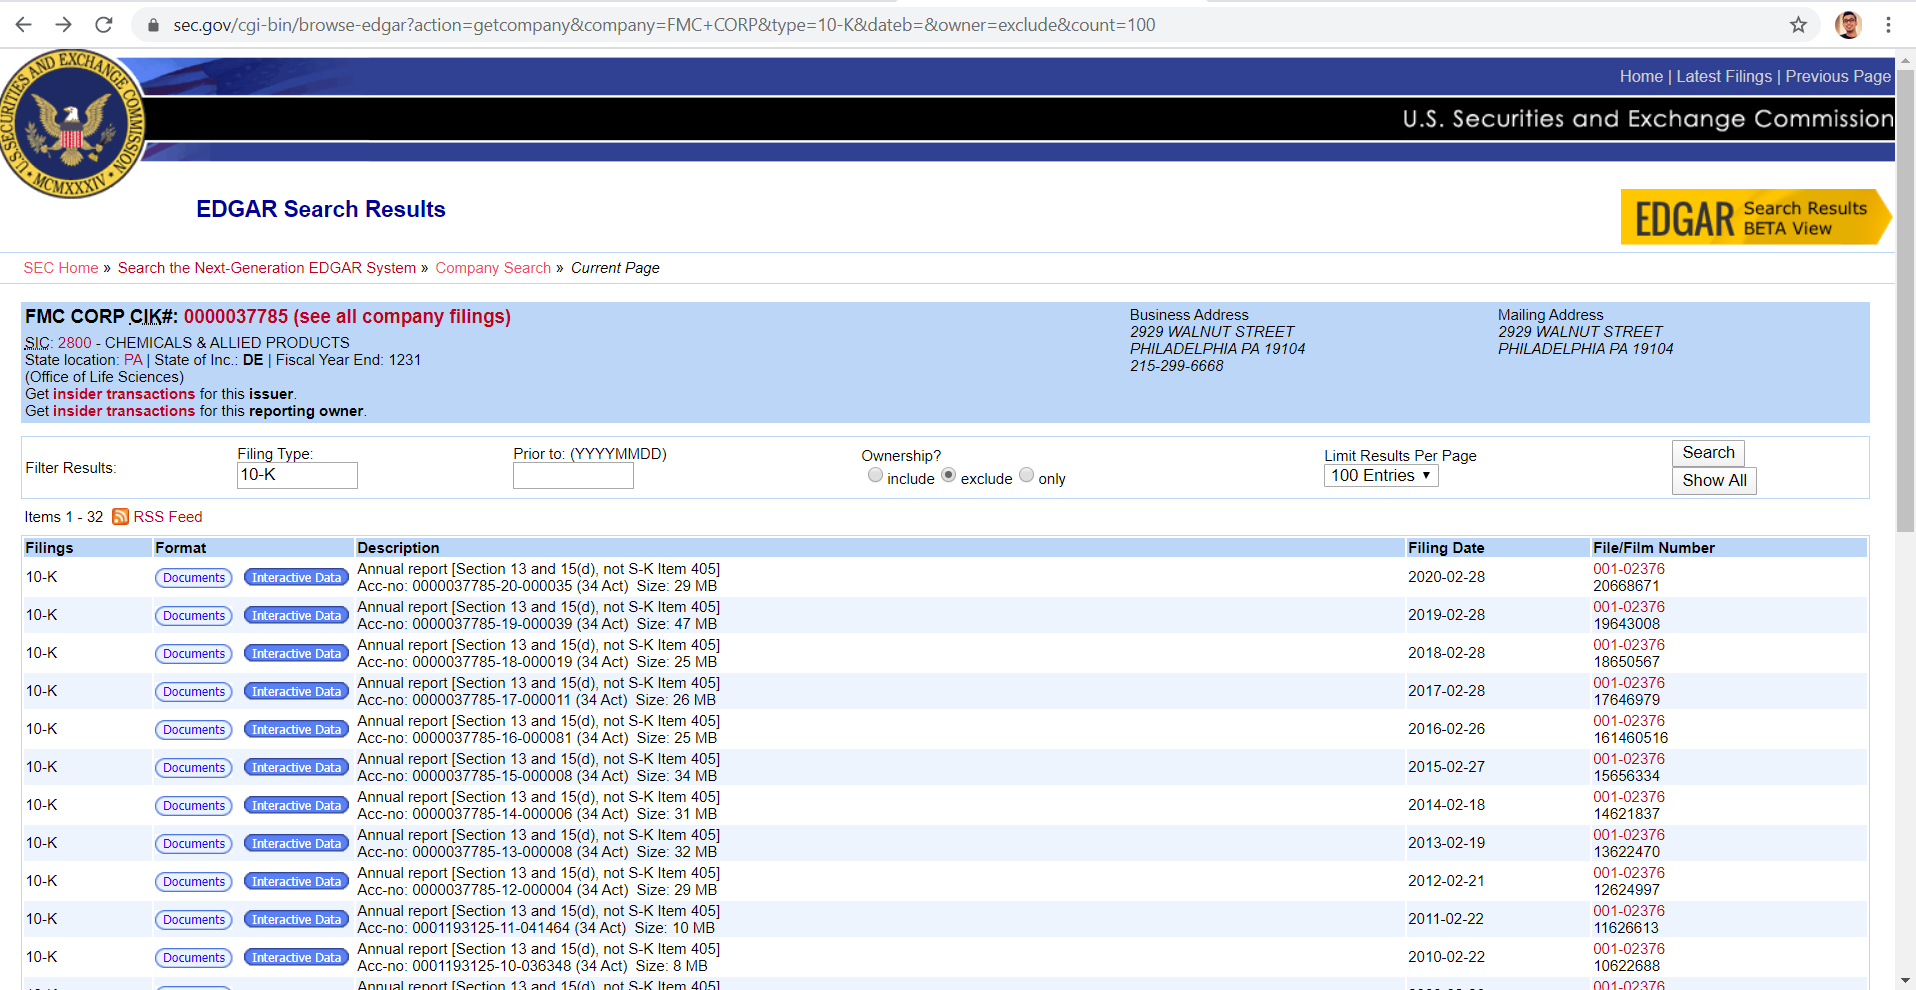 sec.gov/cgi-bin/browse-edgar?action=getcompany&company=FMC+CORP&type=10-K&dateb=&owner=exclude&count=100
Home | Latest Filings | Previous Page
U.S. Securities and Exchange Commission
U.S. SECURITIES AND EXCHANGE COMMISSION
MCMXXXIV
EDGAR Search Results
EDGAR Search Results
BETA View
SEC Home » Search the Next-Generation EDGAR System » Company Search » Current Page
FMC CORP CIK#: 0000037785 (see all company filings)
SIC: 2800 - CHEMICALS & ALLIED PRODUCTS
State location: PA | State of Inc.: DE | Fiscal Year End: 1231
(Office of Life Sciences)
Get insider transactions for this issuer.
Get insider transactions for this reporting owner.
Business Address
2929 WALNUT STREET
PHILADELPHIA PA 19104
215-299-6668
Mailing Address
2929 WALNUT STREET
PHILADELPHIA PA 19104
Filter Results:
Filing Type:
10-K
Prior to: (YYYYMMDD)
Ownership?
include exclude only
Limit Results Per Page
100 Entries
Search
Show All
Items 1 - 32 RSS Feed
Filings Format Description Filing Date File/Film Number
10-K Documents Interactive Data Annual report [Section 13 and 15(d), not S-K Item 405] 2020-02-28 001-02376
Acc-no: 0000037785-20-000035 (34 Act) Size: 29 MB 20668671
10-K Documents Interactive Data Annual report [Section 13 and 15(d), not S-K Item 405] 2019-02-28 001-02376
Acc-no: 0000037785-19-000039 (34 Act) Size: 47 MB 19643008
10-K Documents Interactive Data Annual report [Section 13 and 15(d), not S-K Item 405] 2018-02-28 001-02376
Acc-no: 0000037785-18-000019 (34 Act) Size: 25 MB 18650567
10-K Documents Interactive Data Annual report [Section 13 and 15(d), not S-K Item 405] 2017-02-28 001-02376
Acc-no: 0000037785-17-000011 (34 Act) Size: 26 MB 17646979
10-K Documents Interactive Data Annual report [Section 13 and 15(d), not S-K Item 405] 2016-02-26 001-02376
Acc-no: 0000037785-16-000081 (34 Act) Size: 25 MB 161460516
10-K Documents Interactive Data Annual report [Section 13 and 15(d), not S-K Item 405] 2015-02-27 001-02376
Acc-no: 0000037785-15-000008 (34 Act) Size: 34 MB 15656334
10-K Documents Interactive Data Annual report [Section 13 and 15(d), not S-K Item 405] 2014-02-18 001-02376
Acc-no: 0000037785-14-000006 (34 Act) Size: 31 MB 14621837
10-K Documents Interactive Data Annual report [Section 13 and 15(d), not S-K Item 405] 2013-02-19 001-02376
Acc-no: 0000037785-13-000008 (34 Act) Size: 32 MB 13622470
10-K Documents Interactive Data Annual report [Section 13 and 15(d), not S-K Item 405] 2012-02-21 001-02376
Acc-no: 0000037785-12-000004 (34 Act) Size: 29 MB 12624997
10-K Documents Interactive Data Annual report [Section 13 and 15(d), not S-K Item 405] 2011-02-22 001-02376
Acc-no: 0001193125-11-041464 (34 Act) Size: 10 MB 11626613
10-K Documents Interactive Data Annual report [Section 13 and 15(d), not S-K Item 405] 2010-02-22 001-02376
Acc-no: 0001193125-10-036348 (34 Act) Size: 8 MB 10622688
Annual report [Section 13 and 15(d), not S-K Item 405] 001-02376